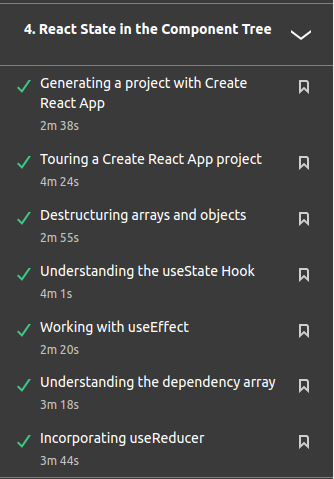 4. React State in the Component Tree
Generating a project with Create
React App
2m 38s
Touring a Create React App project
4m 24s
Destructuring arrays and objects
2m 55s
Understanding the useState Hook
4m 1s
Working with useEffect
2m 20s
Understanding the dependency array
3m 18s
Incorporating useReducer
3m 44s